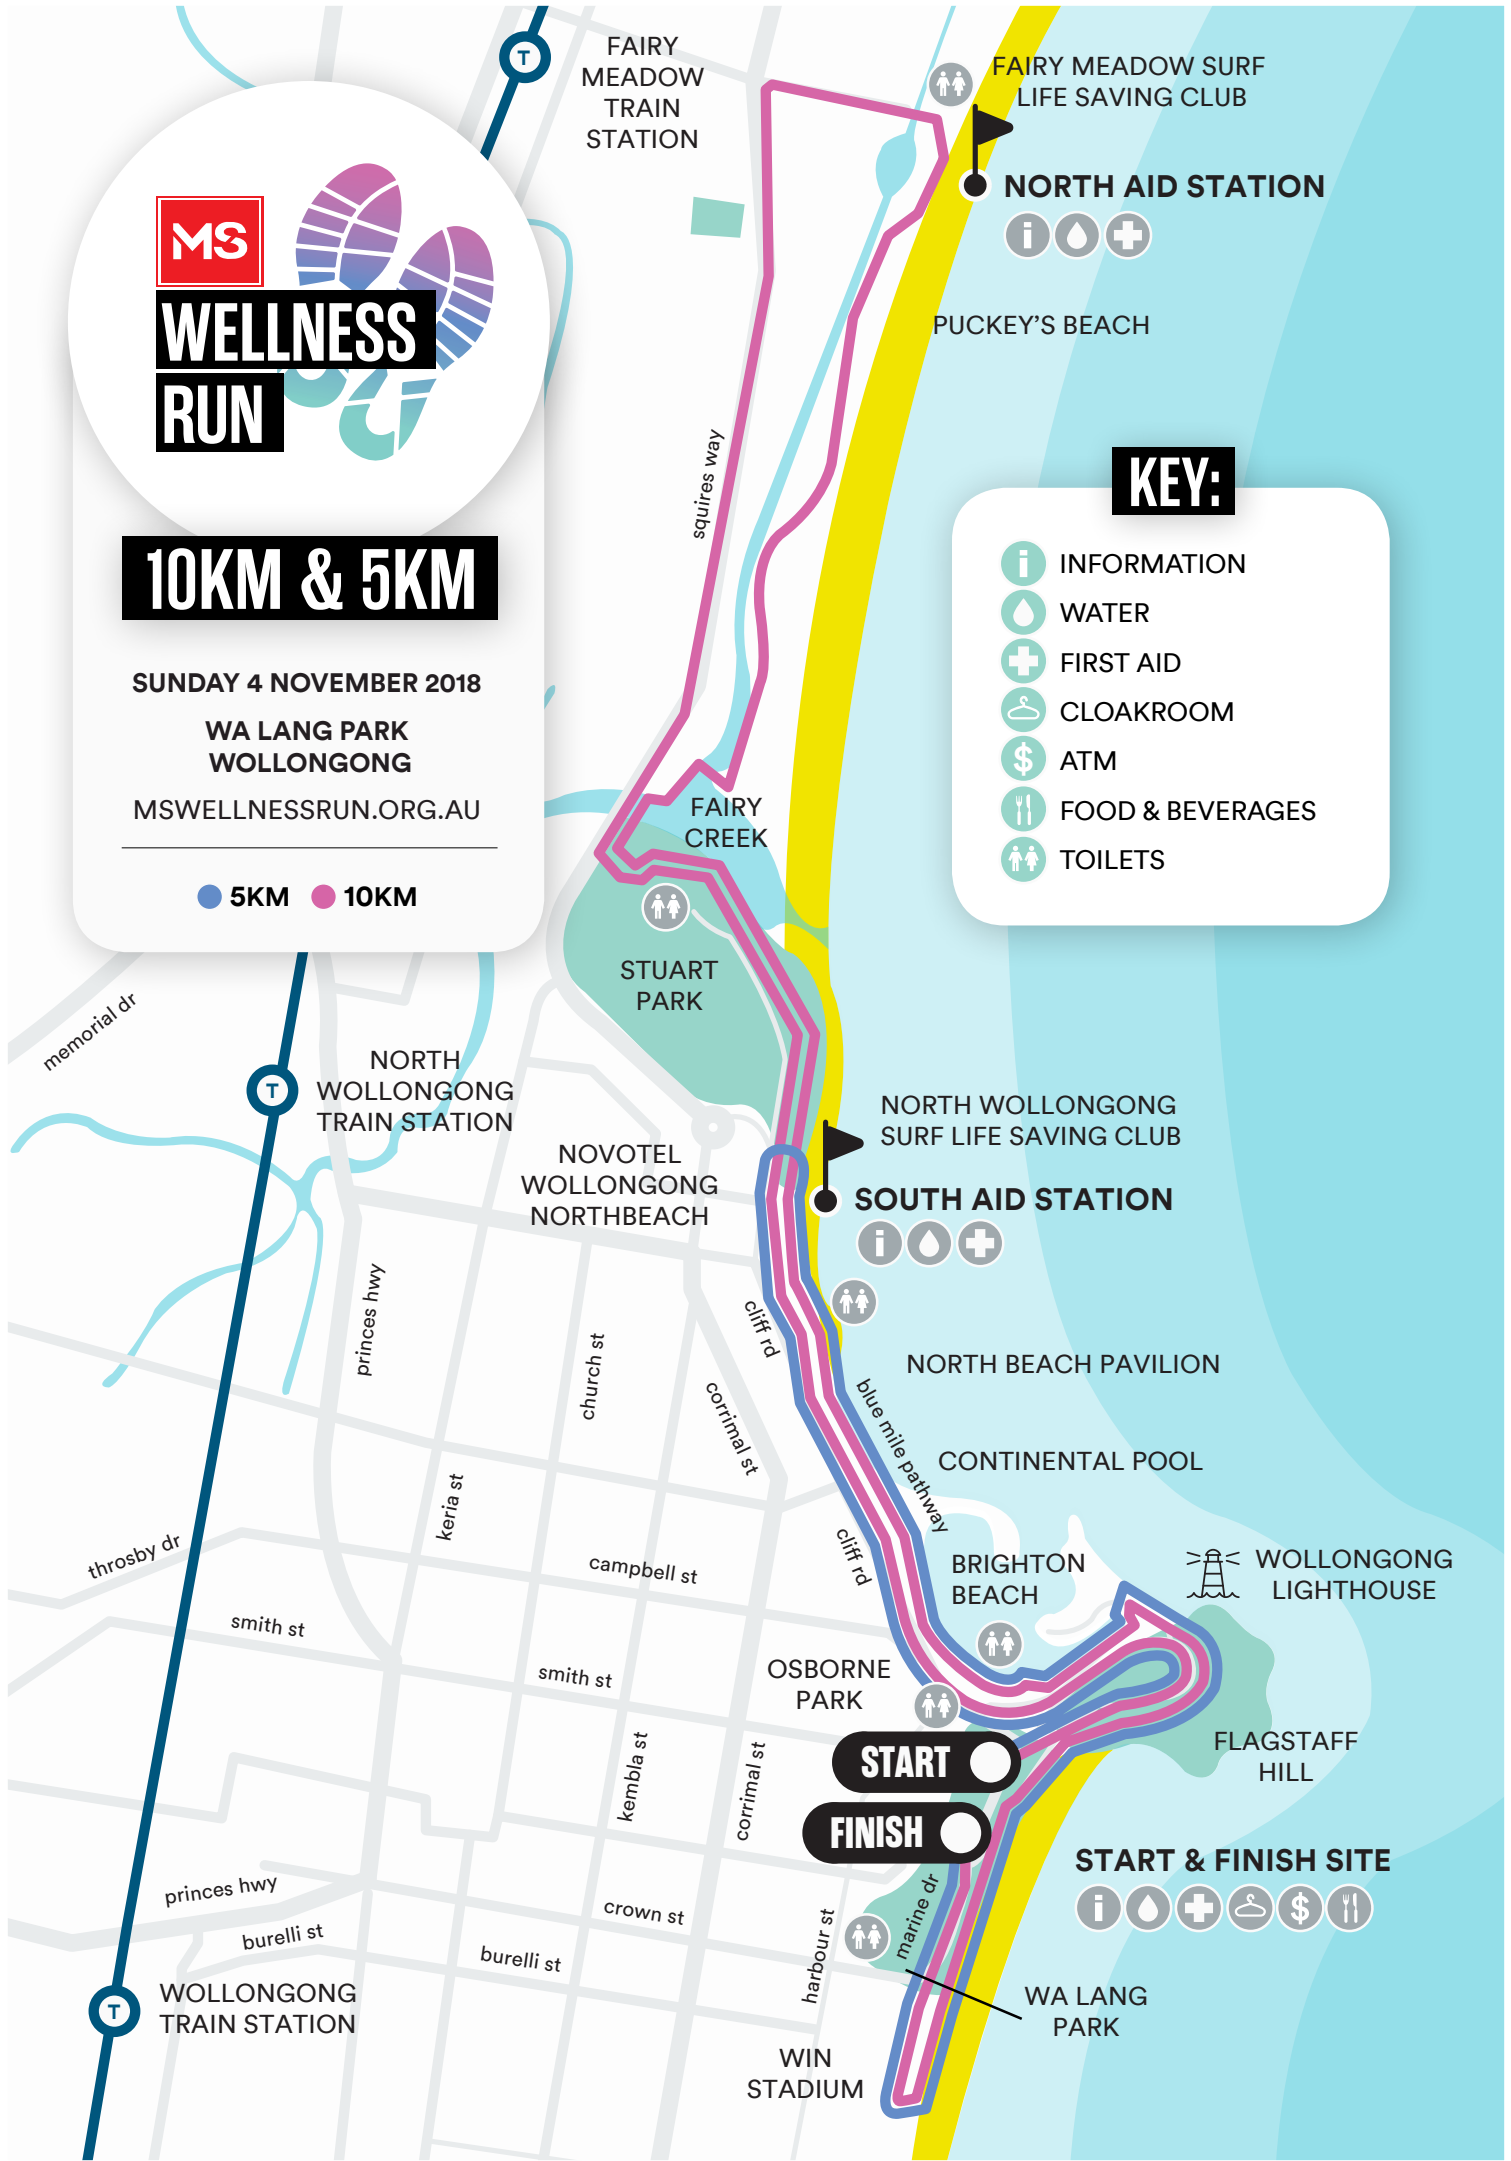 MS
WELLNESS
RUN
10KM & 5KM
SUNDAY 4 NOVEMBER 2018
WA LANG PARK
WOLLONGONG
MSWELLNESSRUN.ORG.AU
5KM 10KM
T
FAIRY
MEADOW
TRAIN
STATION
FAIRY MEADOW SURF
LIFE SAVING CLUB
NORTH AID STATION
i
PUCKEY'S BEACH
squires way
KEY:
i INFORMATION
WATER
FIRST AID
CLOAKROOM
$ ATM
FOOD & BEVERAGES
TOILETS
FAIRY
CREEK
STUART
PARK
memorial dr
T
NORTH
WOLLONGONG
TRAIN STATION
NOVOTEL
WOLLONGONG
NORTHBEACH
NORTH WOLLONGONG
SURF LIFE SAVING CLUB
SOUTH AID STATION
i
princes hwy
church st
cliff rd
corrimal st
NORTH BEACH PAVILION
blue mile pathway
CONTINENTAL POOL
keria st
throsby dr
campbell st
cliff rd
BRIGHTON
BEACH
WOLLONGONG
LIGHTHOUSE
smith st
smith st
OSBORNE
PARK
START
FLAGSTAFF
HILL
kembla st
corrimal st
FINISH
START & FINISH SITE
i $
princes hwy
crown st
marine dr
harbour st
burelli st
burelli st
T
WOLLONGONG
TRAIN STATION
WA LANG
PARK
WIN
STADIUM